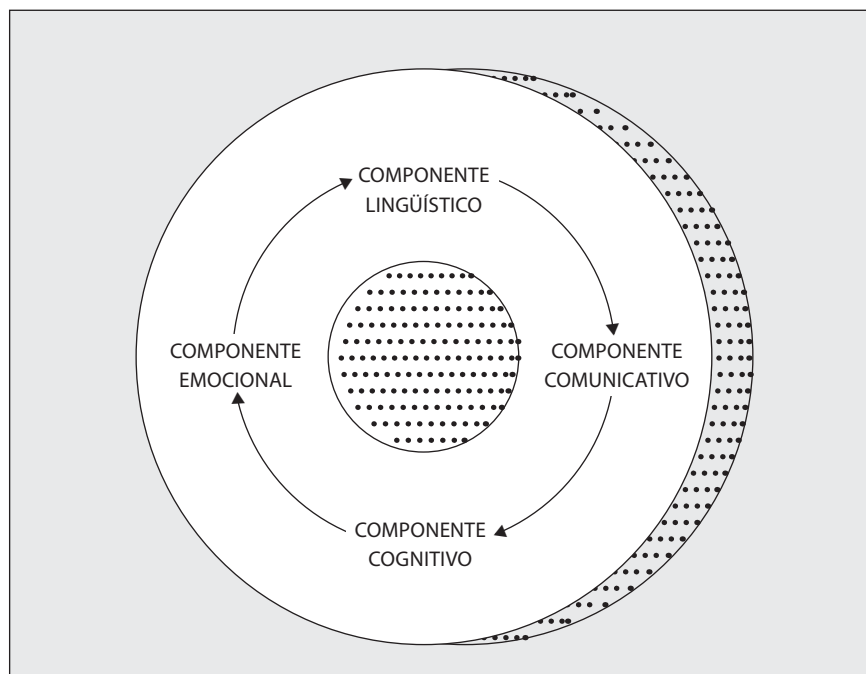 COMPONENTE
LINGÜÍSTICO
COMPONENTE
EMOCIONAL
COMPONENTE
COMUNICATIVO
COMPONENTE
COGNITIVO